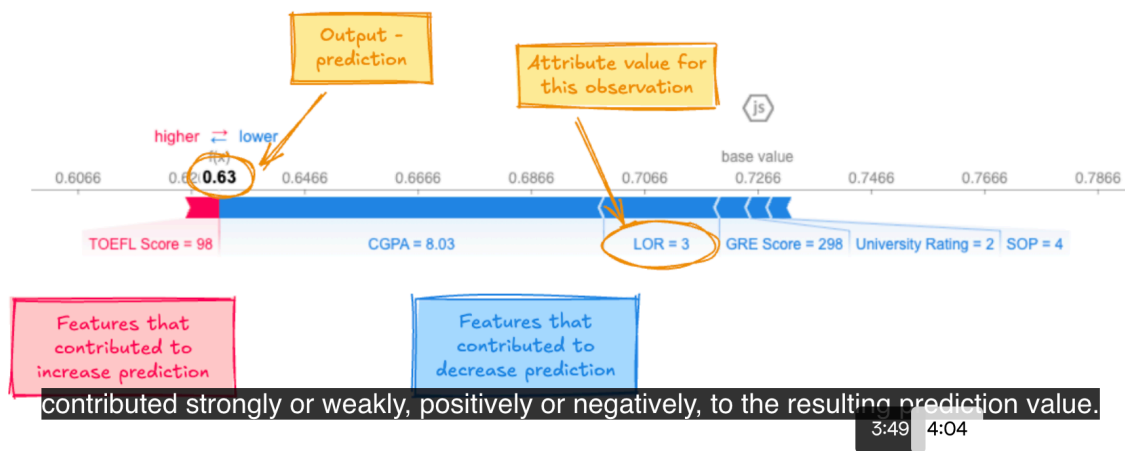 Output -
prediction
Attribute value for
this observation
js
higher
lower
f(x)
base value
0.6066
0.63
0.6466
0.6666
0.6866
0.7066
0.7266
0.7466
0.7666
0.7866
TOEFL Score = 98
CGPA = 8.03
LOR = 3
GRE Score = 298
University Rating = 2
SOP = 4
Features that
contributed to
increase prediction
Features that
contributed to
decrease prediction
contributed strongly or weakly, positively or negatively, to the resulting prediction value.
3:49
4:04